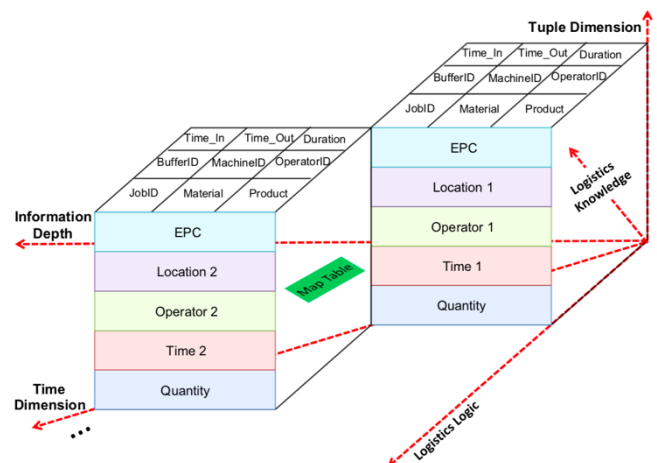 Tuple Dimension
Time_In Time_Out Duration
BufferID MachineID OperatorID
JobID Material Product
EPC
Location 1
Operator 1
Time 1
Quantity
Logistics
Knowledge
Time_In Time_Out Duration
BufferID MachineID OperatorID
JobID Material Product
Information
Depth
EPC
Location 2
Operator 2
Time 2
Quantity
Map Table
Time
Dimension
...
Logistics Logic